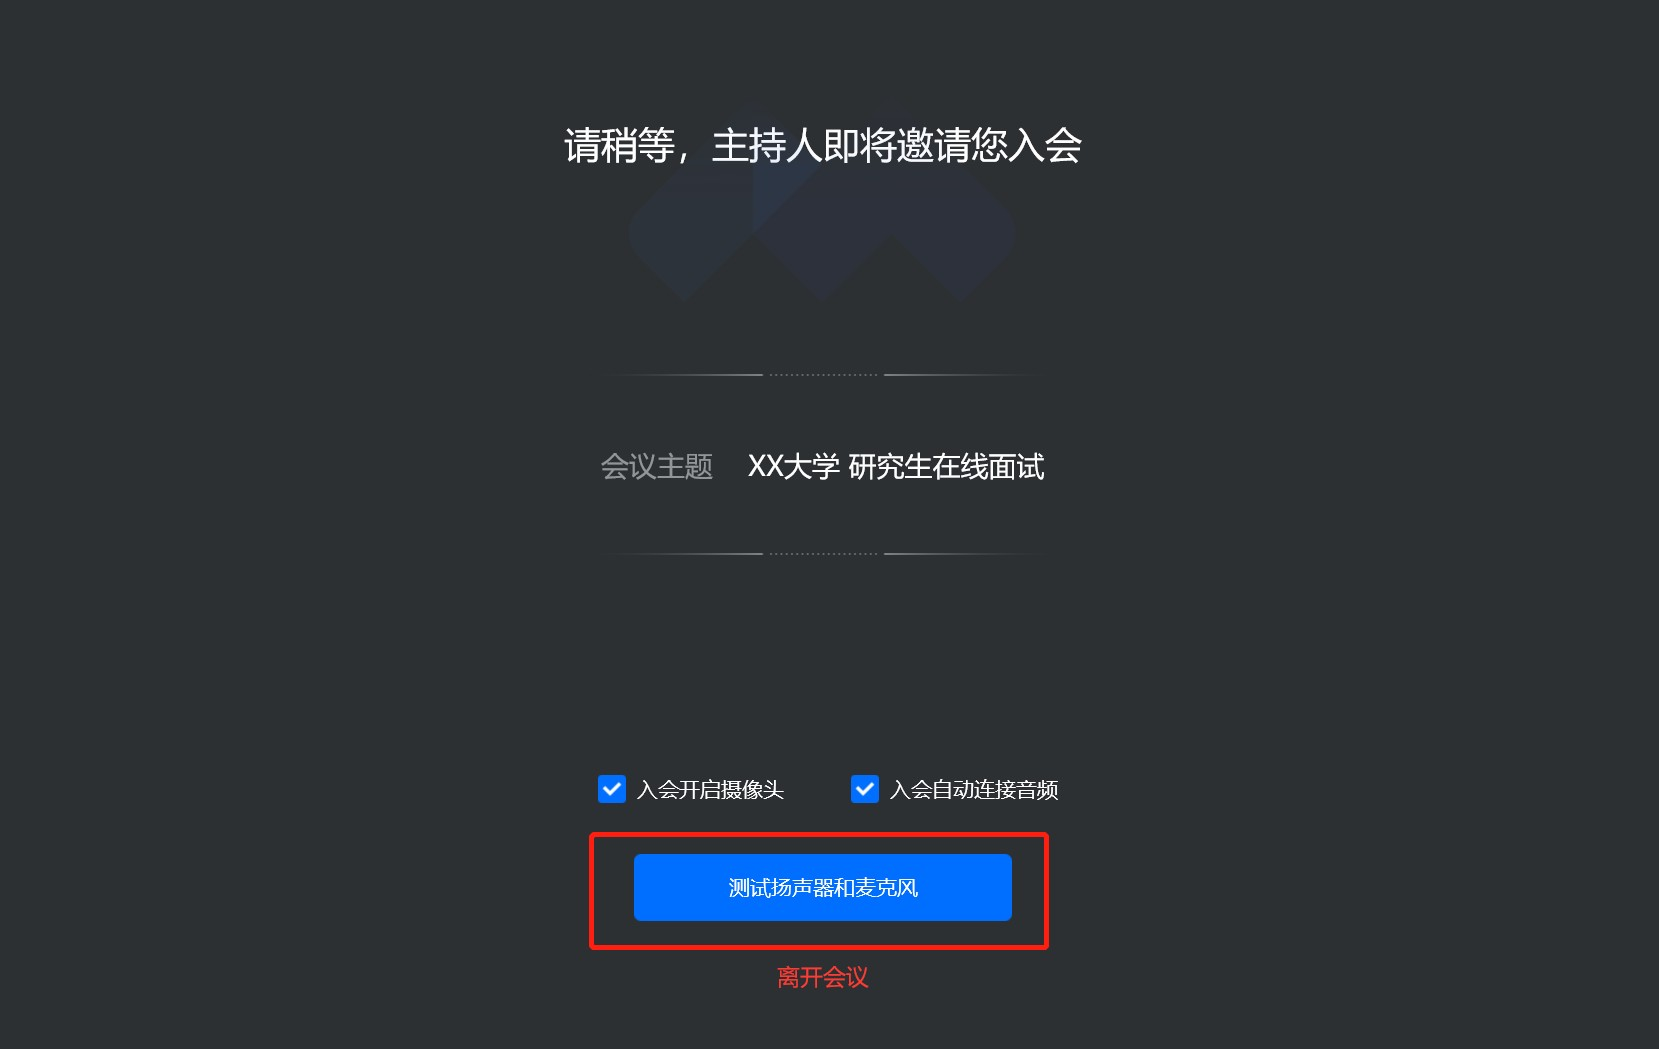 请稍等，主持人即将邀请您入会
会议主题 XX大学 研究生在线面试
入会开启摄像头 入会自动连接音频
测试扬声器和麦克风
离开会议